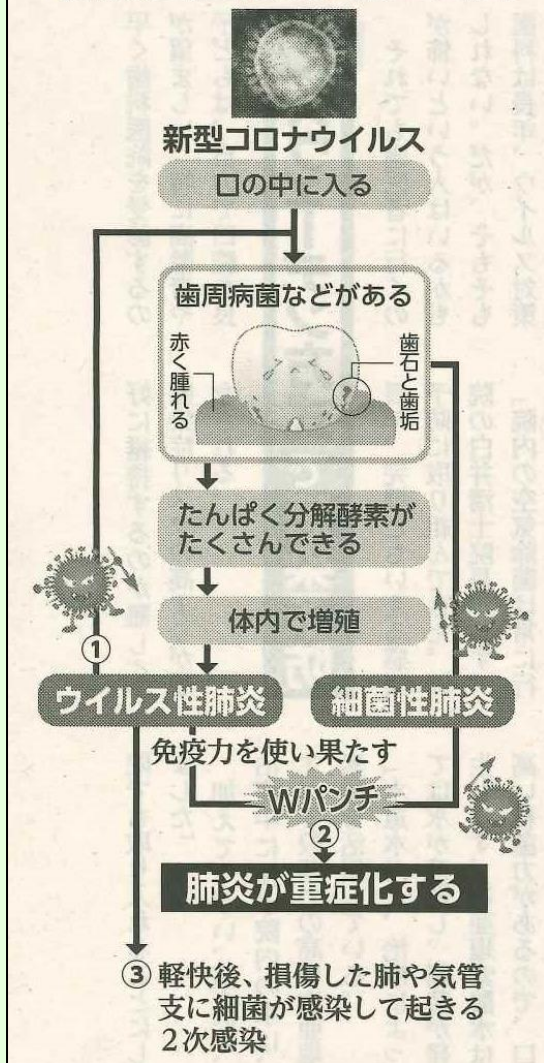 新型コロナウイルス
口の中に入る
歯周病菌などがある
赤く腫れる
歯石と歯垢
たんぱく分解酵素が
たくさんできる
体内で増殖
①
ウイルス性肺炎
細菌性肺炎
免疫力を使い果たす
Wパンチ
②
肺炎が重症化する
③ 軽快後、損傷した肺や気管
支に細菌が感染して起きる
２次感染